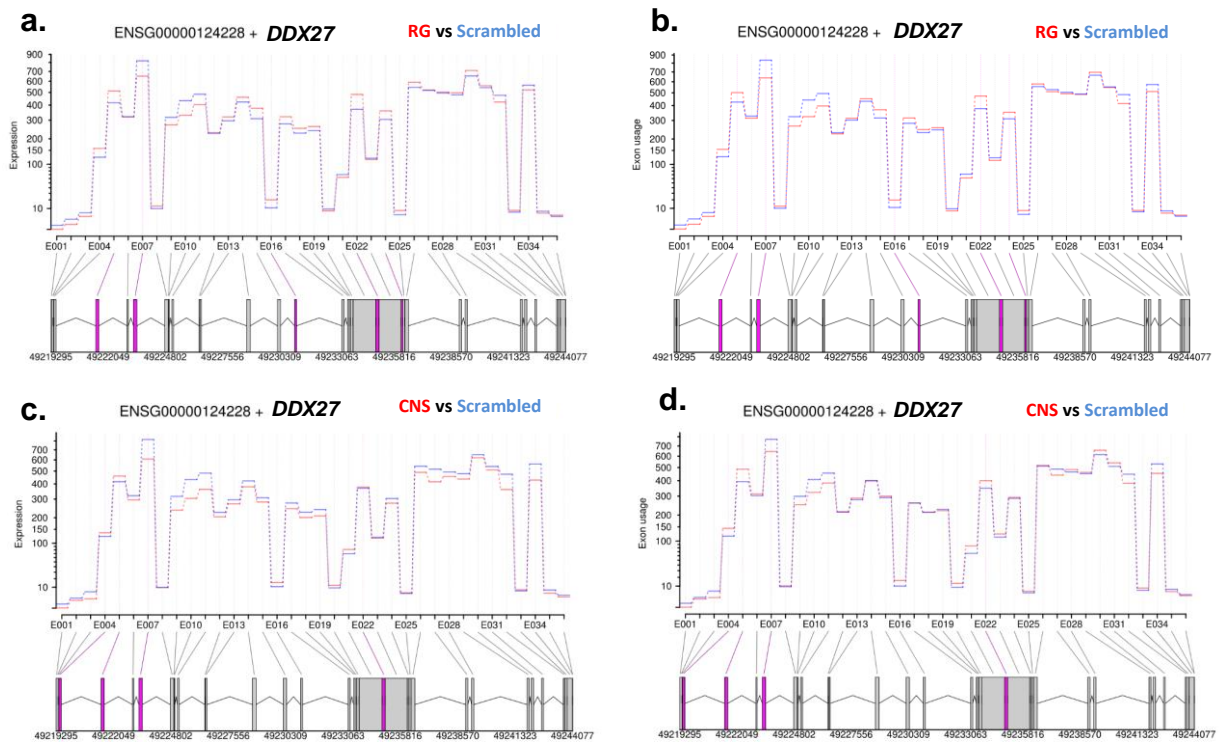 a.
ENSG00000124228 + DDX27 RG vs Scrambled
Expression
900
700
600
500
400
300
200
100
10
E001 E004 E007 E010 E013 E016 E019 E022 E025 E028 E031 E034
49219295 49222049 49224802 49227556 49230309 49233063 49235816 49238570 49241323 49244077
b.
ENSG00000124228 + DDX27 RG vs Scrambled
Exon usage
900
700
600
500
400
300
200
100
10
E001 E004 E007 E010 E013 E016 E019 E022 E025 E028 E031 E034
49219295 49222049 49224802 49227556 49230309 49233063 49235816 49238570 49241323 49244077
c.
ENSG00000124228 + DDX27 CNS vs Scrambled
Expression
700
600
500
400
300
200
150
100
10
E001 E004 E007 E010 E013 E016 E019 E022 E025 E028 E031 E034
49219295 49222049 49224802 49227556 49230309 49233063 49235816 49238570 49241323 49244077
d.
ENSG00000124228 + DDX27 CNS vs Scrambled
Exon usage
700
600
500
400
300
200
150
100
10
E001 E004 E007 E010 E013 E016 E019 E022 E025 E028 E031 E034
49219295 49222049 49224802 49227556 49230309 49233063 49235816 49238570 49241323 49244077